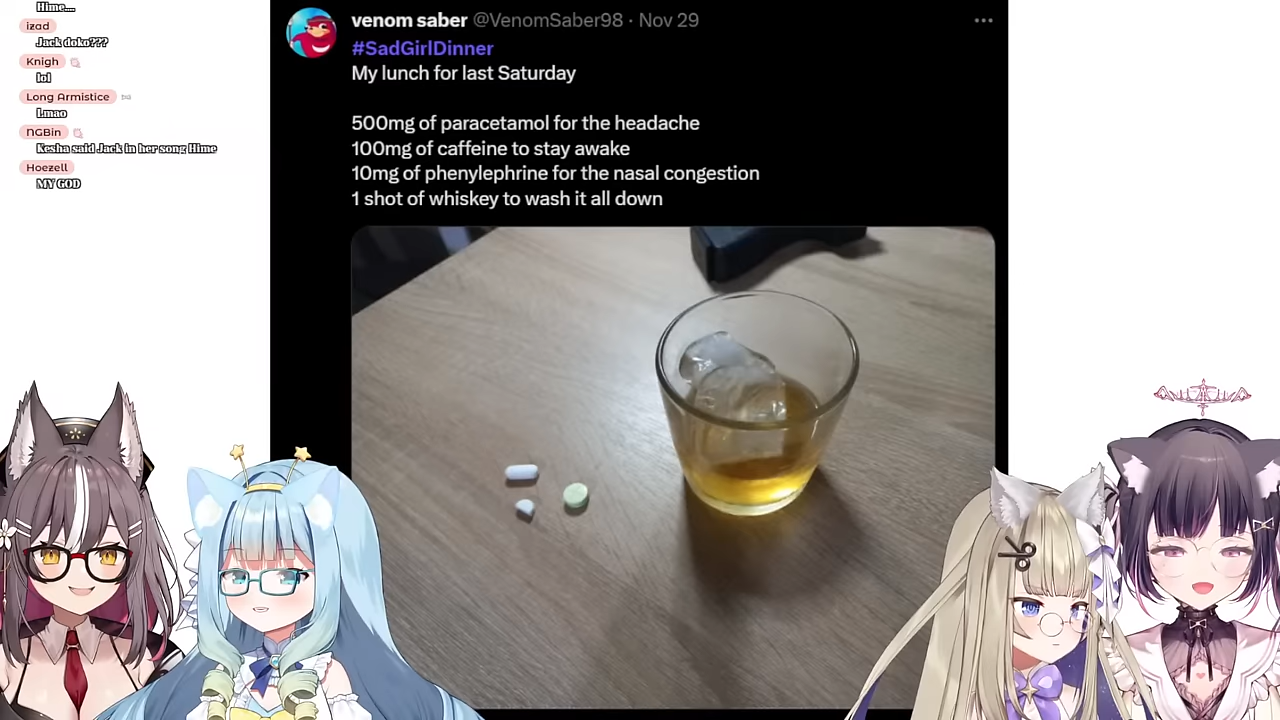 Hime....
izad
Jack doko???
Knigh
lol
Long Armistice
Lmao
NGBin
Kesha said Jack in her song Hime
Hoezell
MY GOD
venom saber @VenomSaber98 · Nov 29
#SadGirlDinner
My lunch for last Saturday
500mg of paracetamol for the headache
100mg of caffeine to stay awake
10mg of phenylephrine for the nasal congestion
1 shot of whiskey to wash it all down